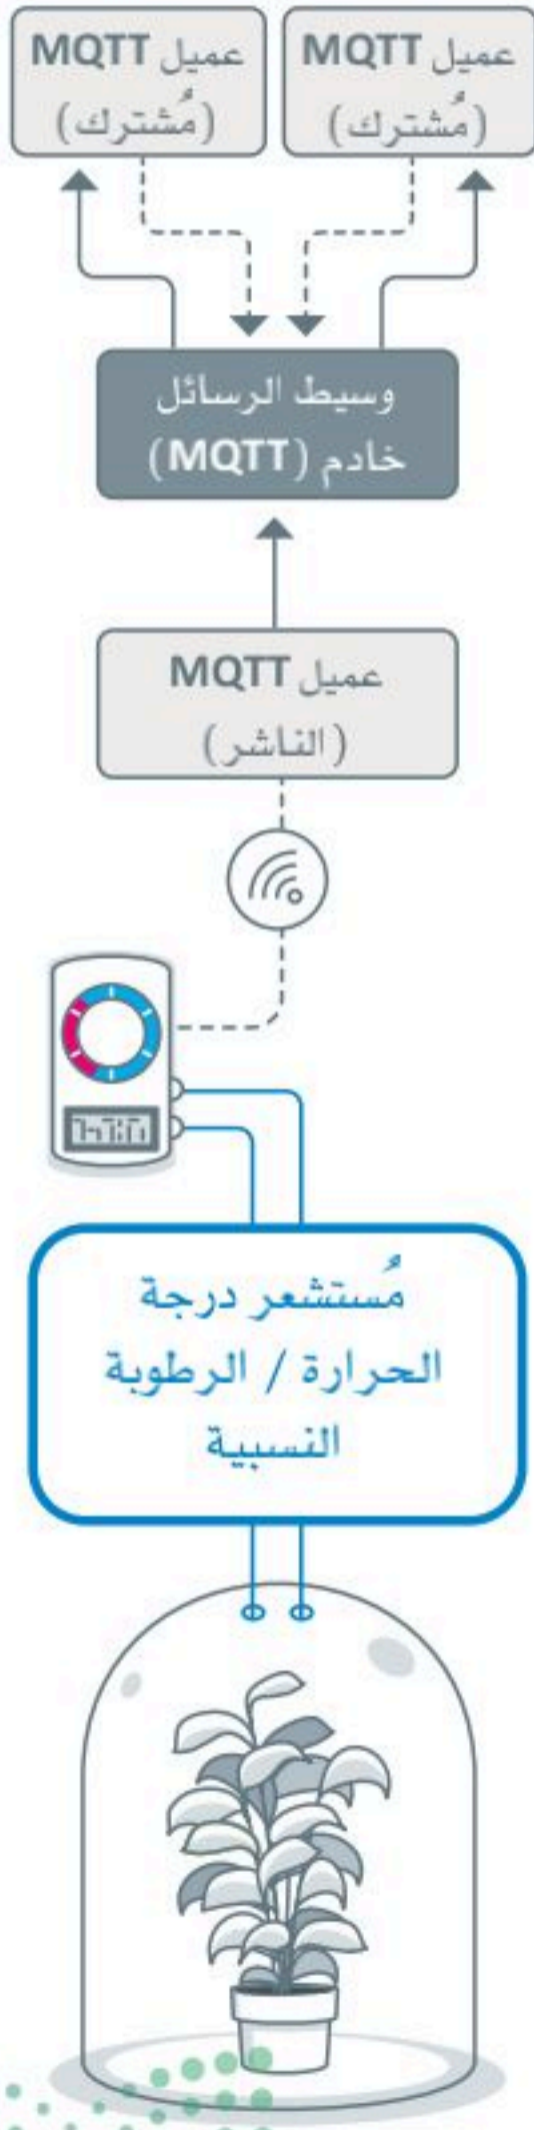 عميل MQTT
(مُشترك)
عميل MQTT
(مُشترك)
وسيط الرسائل
خادم (MQTT)
عميل MQTT
(الناشر)
مُستشعر درجة
الحرارة / الرطوبة
النسبية